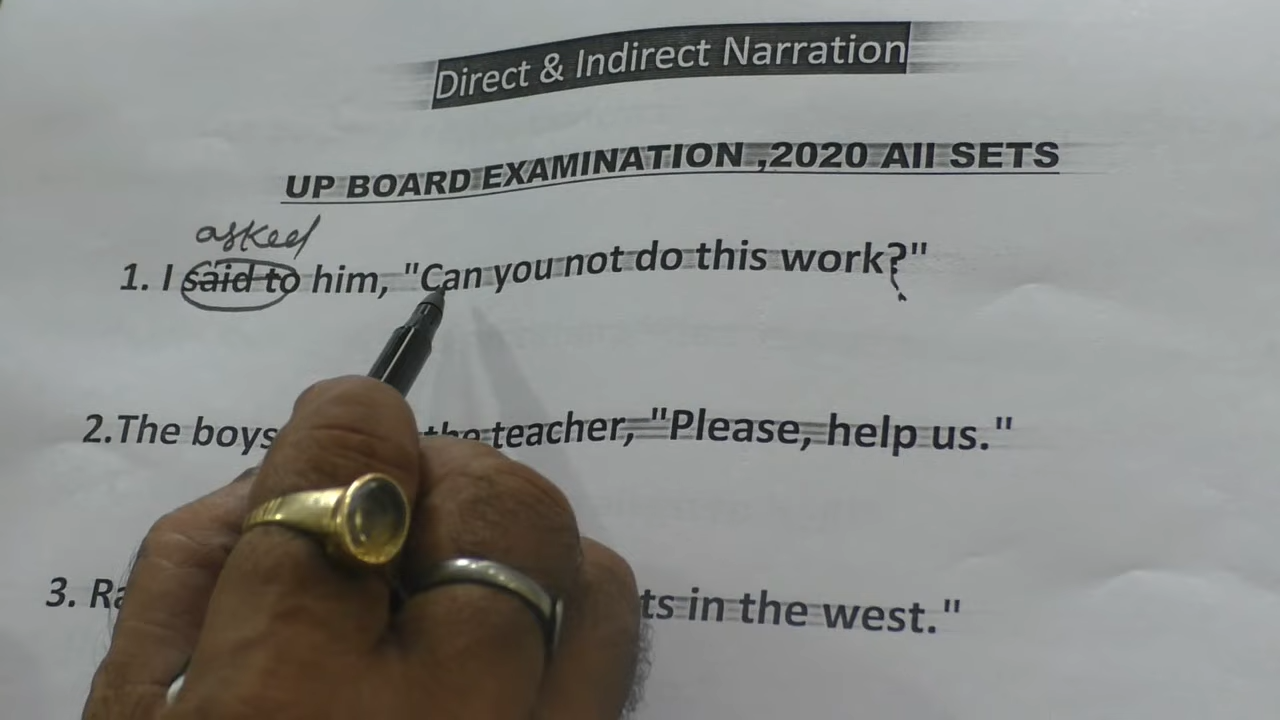 Direct & Indirect Narration
UP BOARD EXAMINATION ,2020 All SETS
asked
1. I said to him, "Can you not do this work?"
2.The boys the teacher, "Please, help us."
3. in the west."